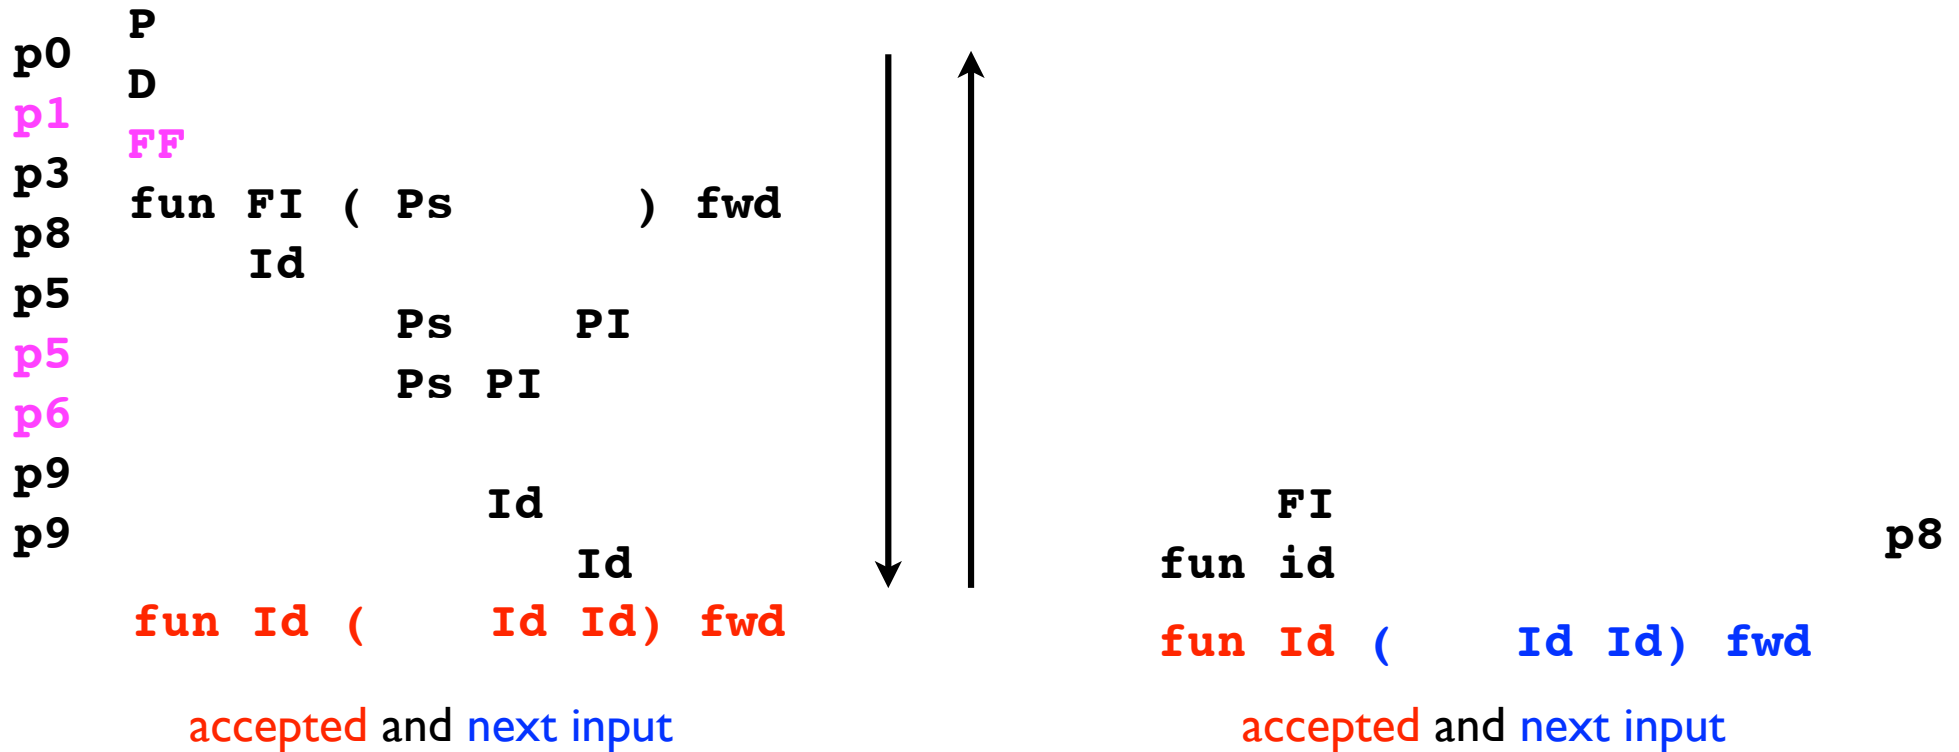 P
p0
D
p1
FF
p3
fun FI ( Ps ) fwd
p8
Id
p5
Ps PI
p5
Ps PI
p6
p9
Id FI
p9 p8
Id fun id
fun Id ( Id Id) fwd
fun Id ( Id Id) fwd
accepted and next input
accepted and next input